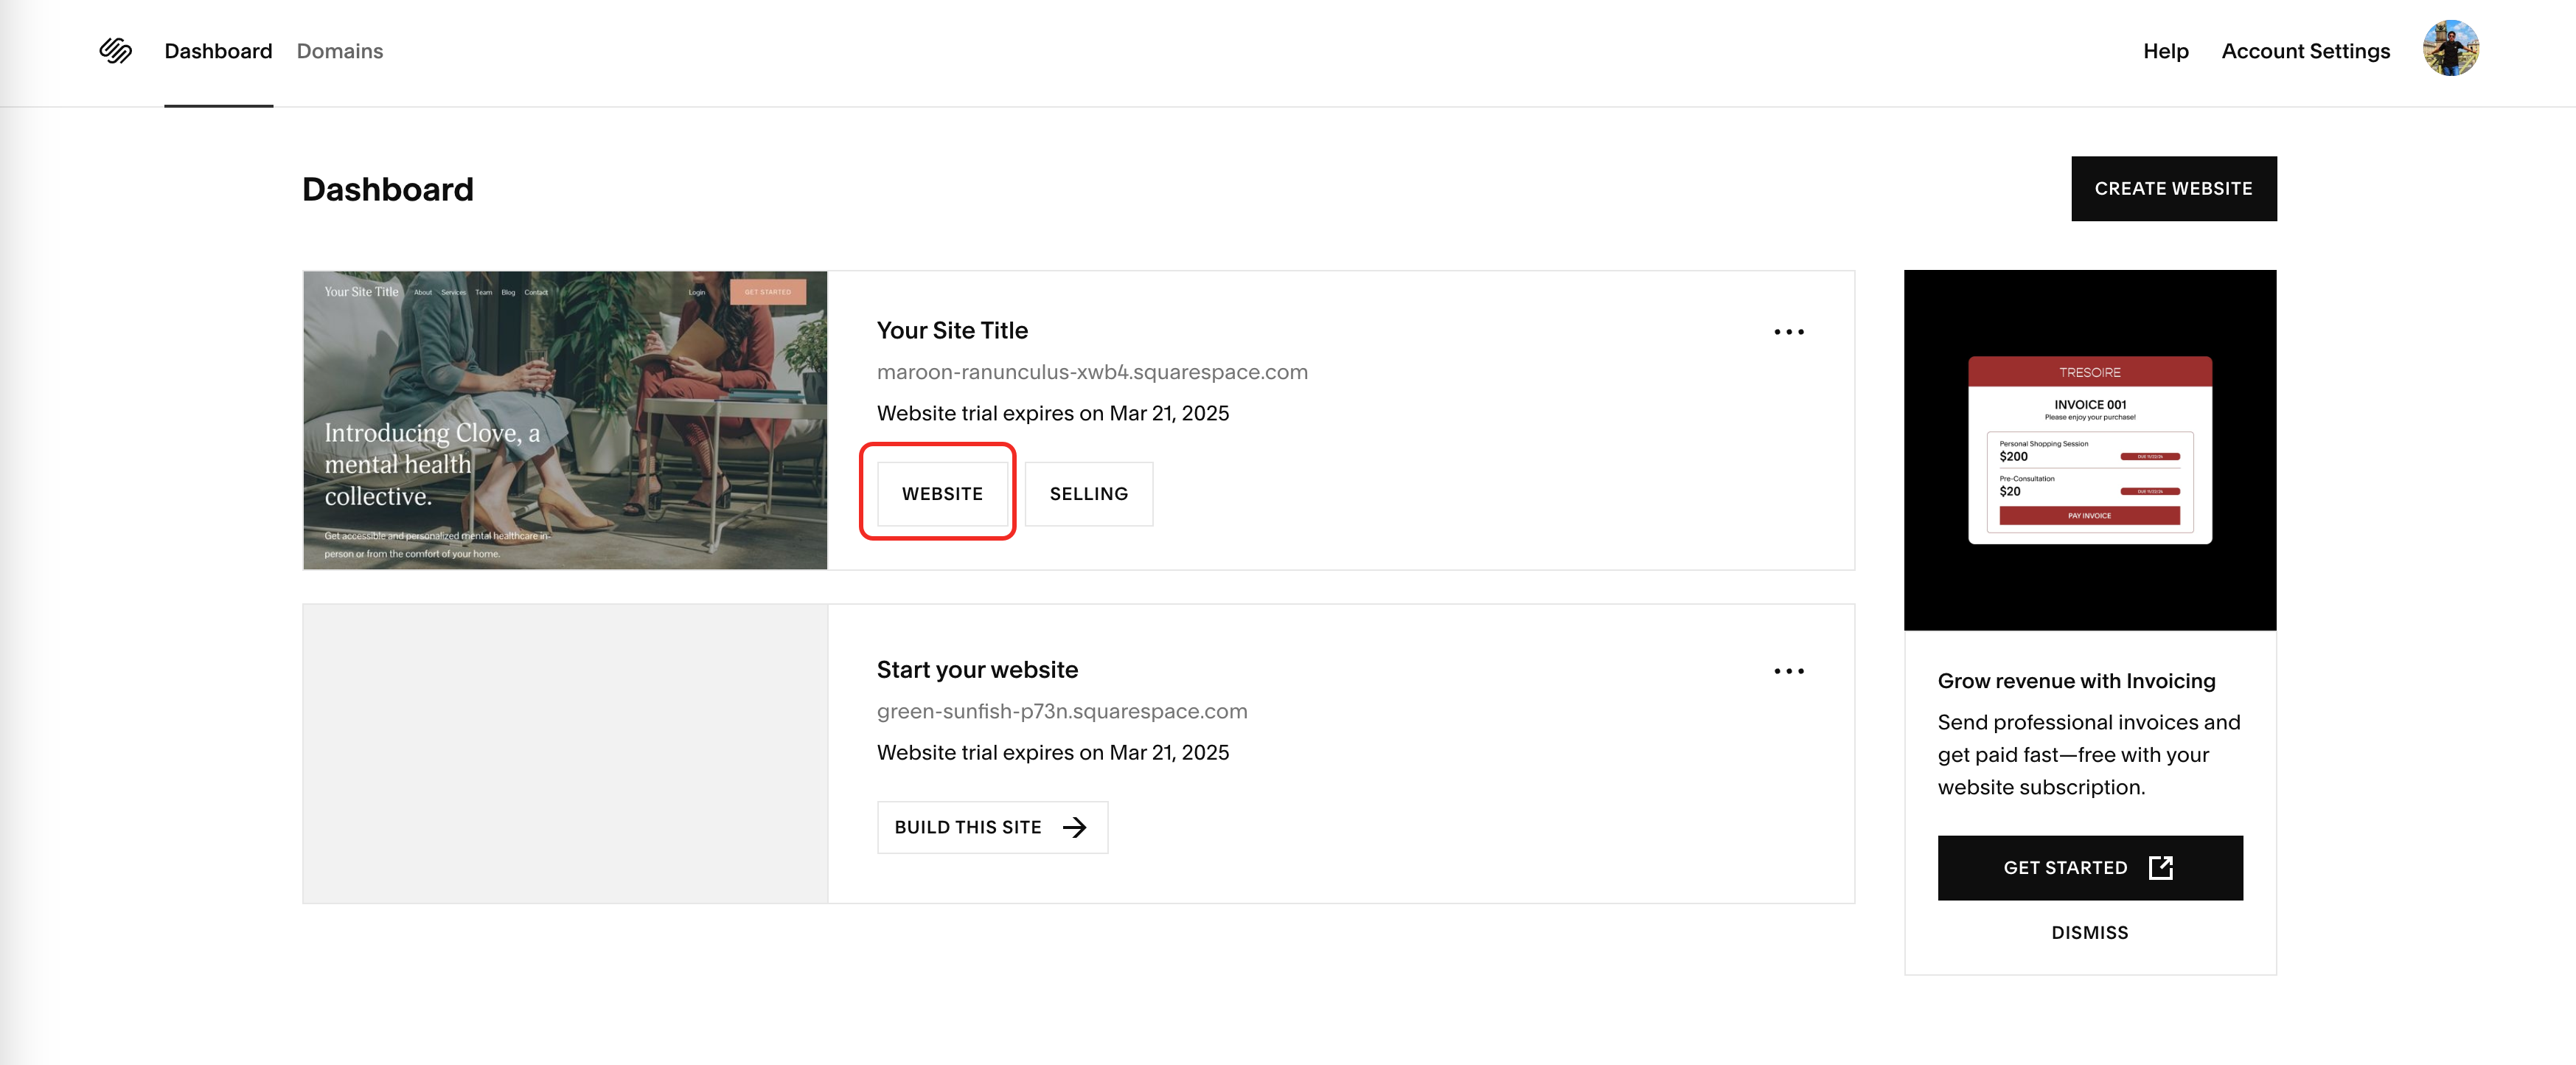 Dashboard
Domains
Help
Account Settings
Dashboard
CREATE WEBSITE
Your Site Title
About
Services
Team
Blog
Contact
Login
GET STARTED
Introducing Clove, a
mental health
collective.
Get accessible and personalized mental healthcare in-
person or from the comfort of your home.
Your Site Title
maroon-ranunculus-xwb4.squarespace.com
Website trial expires on Mar 21, 2025
WEBSITE
SELLING
Start your website
green-sunfish-p73n.squarespace.com
Website trial expires on Mar 21, 2025
BUILD THIS SITE
TRESOIRE
INVOICE 001
Please enjoy your purchase!
Personal Shopping Session
$200
Pre-Consultation
$20
PAY INVOICE
Grow revenue with Invoicing
Send professional invoices and
get paid fast—free with your
website subscription.
GET STARTED
DISMISS